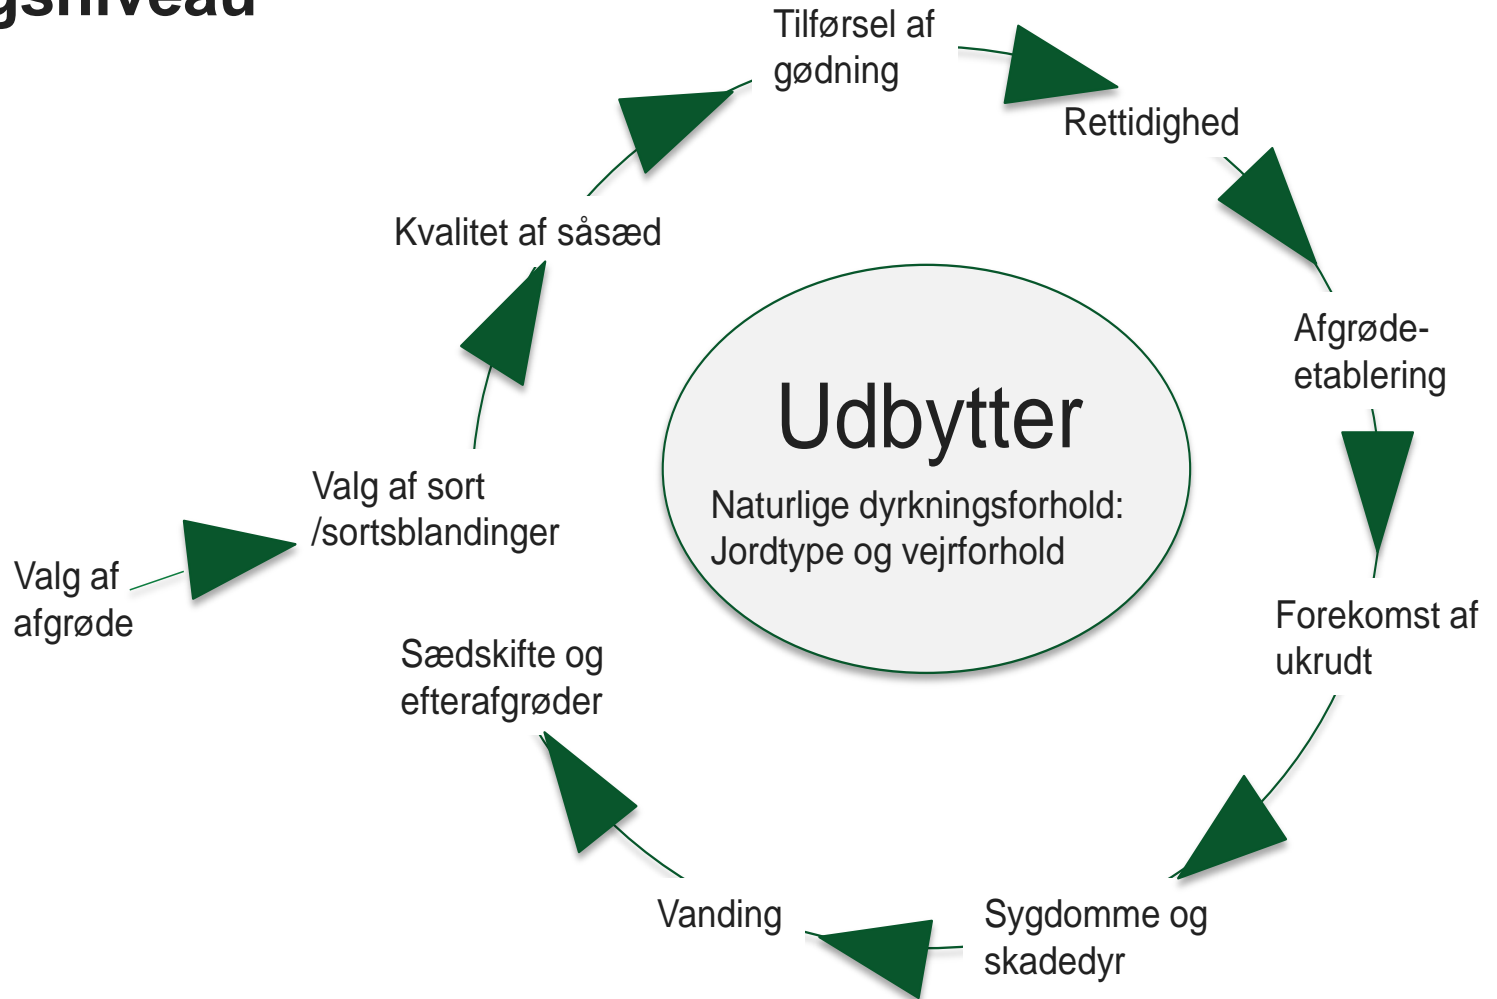 Tilførsel af
gødning
Rettidighed
Kvalitet af såsæd
Afgrøde-
etablering
Udbytter
Naturlige dyrkningsforhold:
Jordtype og vejrforhold
Valg af sort
/sortsblandinger
Valg af
afgrøde
Forekomst af
ukrudt
Sædskifte og
efterafgrøder
Vanding
Sygdomme og
skadedyr